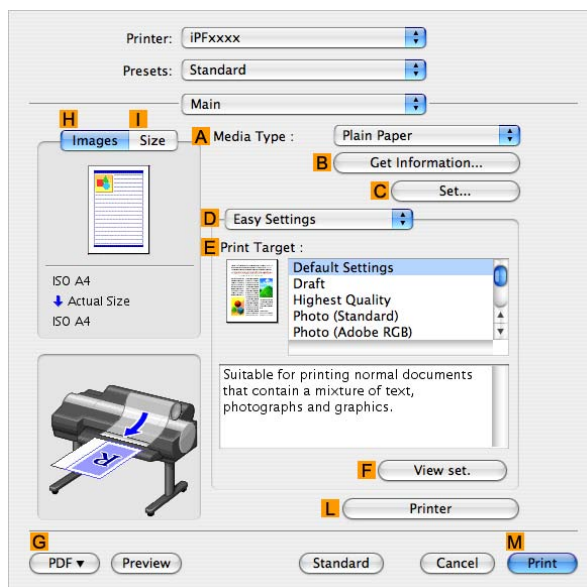 Printer: iPFxxxx
Presets: Standard
Main
H I
Images Size
A Media Type : Plain Paper
B Get Information...
C Set...
D Easy Settings
E Print Target :
Default Settings
Draft
Highest Quality
Photo (Standard)
Photo (Adobe RGB)
ISO A4
Actual Size
ISO A4
Suitable for printing normal documents
that contain a mixture of text,
photographs and graphics.
R
F View set.
L Printer
G M
PDF ▼ Preview Standard Cancel Print